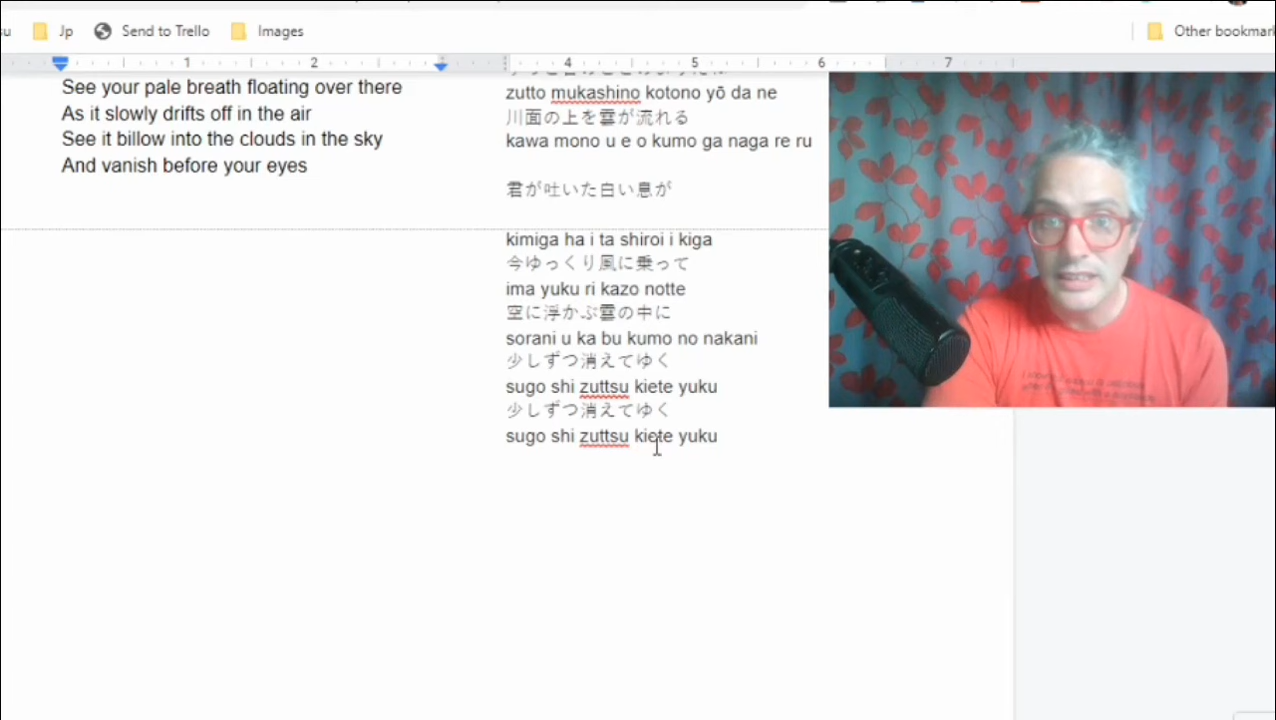 su
Jp
Send to Trello
Images
Other bookmar
1
2
4
5
6
7
See your pale breath floating over there
As it slowly drifts off in the air
See it billow into the clouds in the sky
And vanish before your eyes
zutto mukashino kotono yō da ne
川面の上を雲が流れる
kawa mono u e o kumo ga naga re ru
君が吐いた白い息が
kimiga ha i ta shiroi i kiga
今ゆっくり風に乗って
ima yuku ri kazo notte
空に浮かぶ雲の中に
sorani u ka bu kumo no nakani
少しずつ消えてゆく
sugo shi zuttsu kiete yuku
少しずつ消えてゆく
sugo shi zuttsu kiete yuku